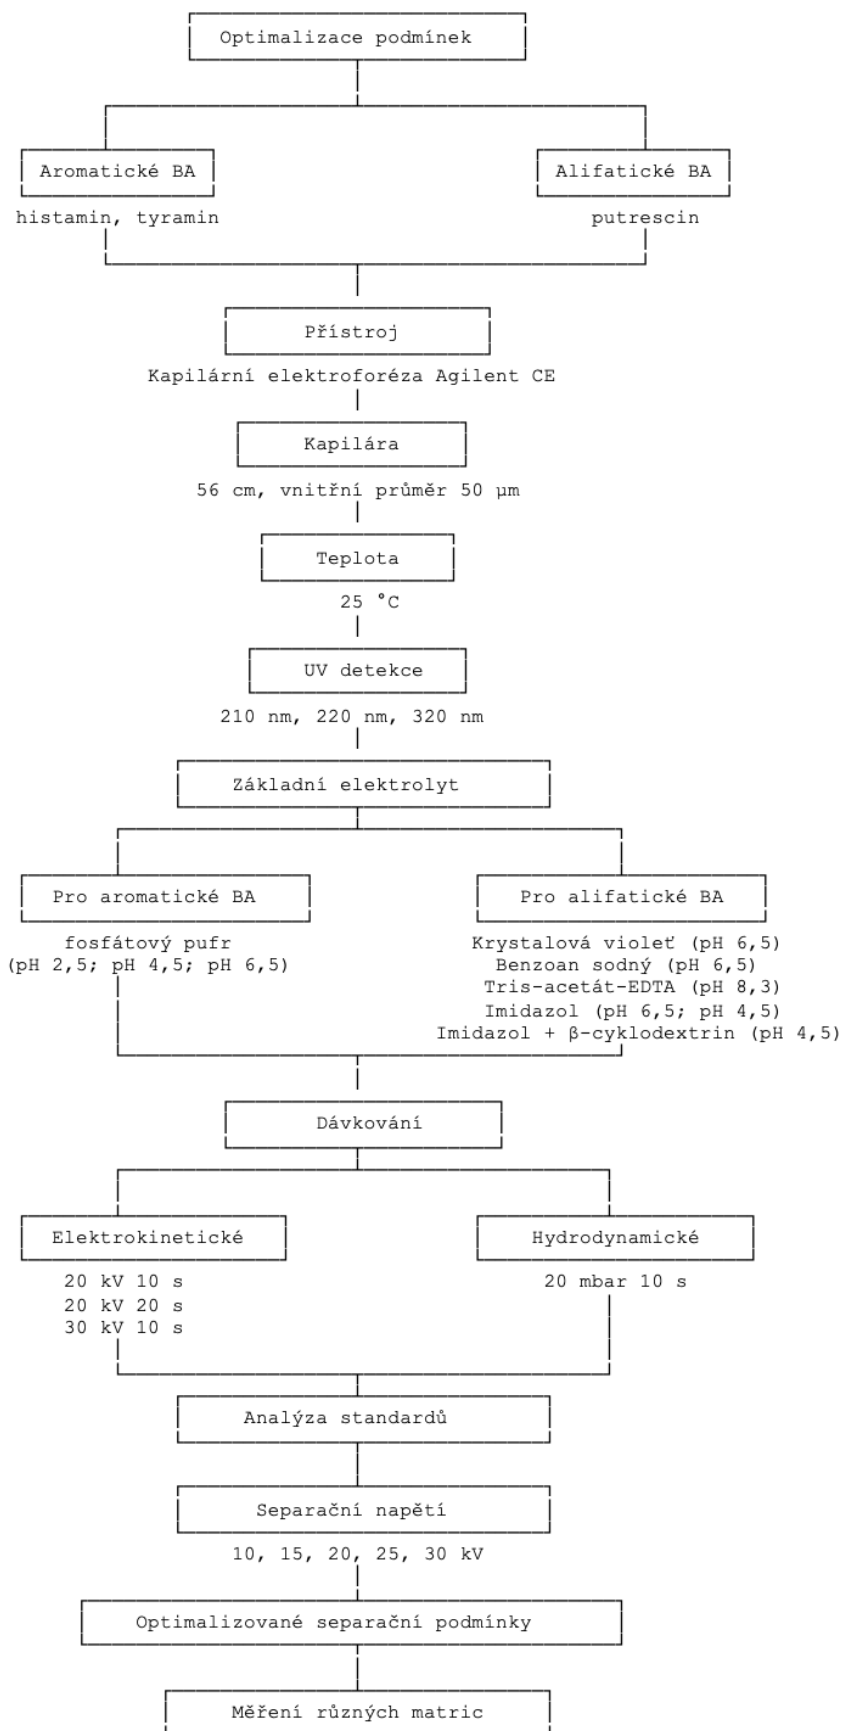 Optimalizace podmínek
Aromatické BA
Alifatické BA
histamin, tyramin
putrescin
Přístroj
Kapilární elektroforéza Agilent CE
Kapilára
56 cm, vnitřní průměr 50 µm
Teplota
25 °C
UV detekce
210 nm, 220 nm, 320 nm
Základní elektrolyt
Pro aromatické BA
Pro alifatické BA
fosfátový pufr
(pH 2,5; pH 4,5; pH 6,5)
Krystalová violeť (pH 6,5)
Benzoan sodný (pH 6,5)
Tris-acetát-EDTA (pH 8,3)
Imidazol (pH 6,5; pH 4,5)
Imidazol + β-cyklodextrin (pH 4,5)
Dávkování
Elektrokinetické
Hydrodynamické
20 kV 10 s
20 kV 20 s
30 kV 10 s
20 mbar 10 s
Analýza standardů
Separační napětí
10, 15, 20, 25, 30 kV
Optimalizované separační podmínky
Měření různých matric